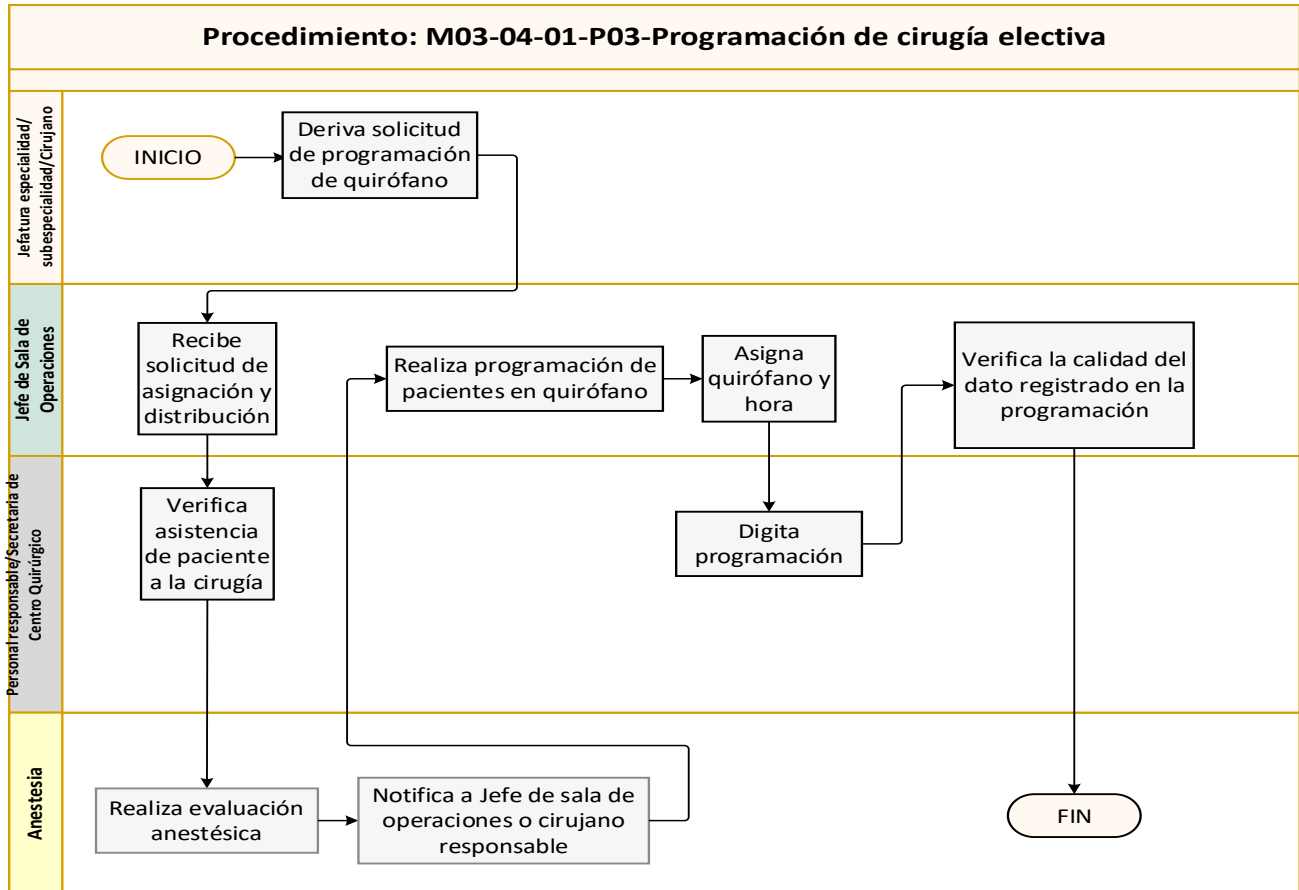 Procedimiento: M03-04-01-P03-Programación de cirugía electiva
Jefatura especialidad/
subespecialidad/Cirujano
INICIO
Deriva solicitud
de programación
de quirófano
Jefe de Sala de
Operaciones
Recibe
solicitud de
asignación y
distribución
Realiza programación de
pacientes en quirófano
Asigna
quirófano y
hora
Verifica la calidad del
dato registrado en la
programación
Personal responsable/Secretaria de
Centro Quirúrgico
Verifica
asistencia
de paciente
a la cirugía
Digita
programación
Anestesia
Realiza evaluación
anestésica
Notifica a Jefe de sala de
operaciones o cirujano
responsable
FIN